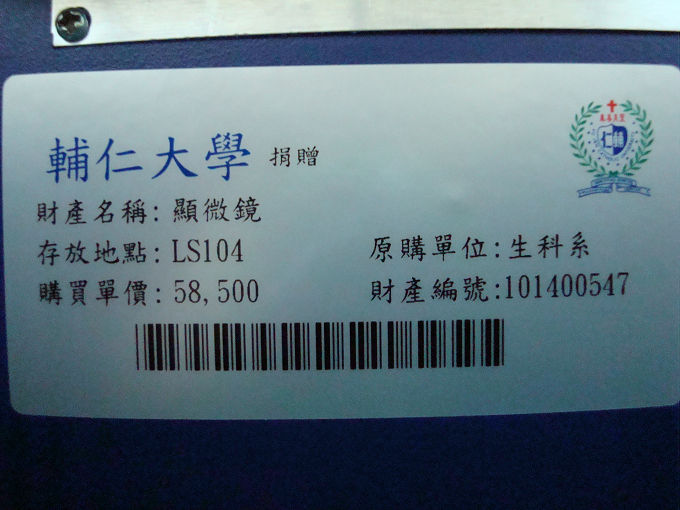 輔仁大學 捐贈
財產名稱: 顯微鏡
存放地點: LS104
原購單位: 生科系
購買單價: 58,500
財產編號:101400547